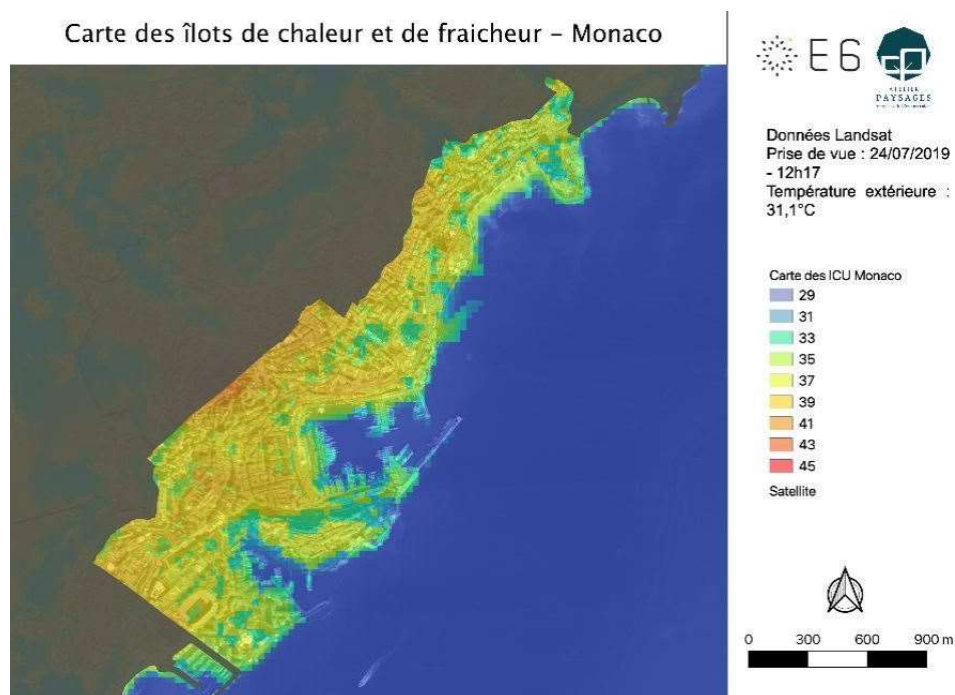 Carte des îlots de chaleur et de fraicheur – Monaco
E6
ATELIER
PAYSAGES
Données Landsat
Prise de vue : 24/07/2019
- 12h17
Température extérieure :
31,1°C
Carte des ICU Monaco
29
31
33
35
37
39
41
43
45
Satellite
0 300 600 900 m